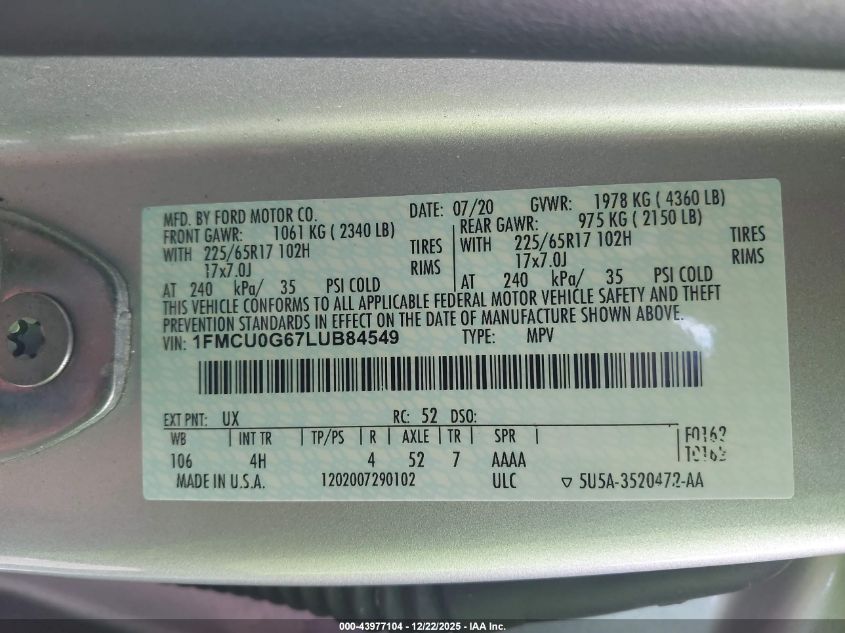 MFD. BY FORD MOTOR CO. DATE: 07/20 GVWR: 1978 KG ( 4360 LB)
FRONT GAWR: 1061 KG ( 2340 LB) REAR GAWR: 975 KG ( 2150 LB)
WITH 225/65R17 102H TIRES WITH 225/65R17 102H TIRES
17x7.0J RIMS 17x7.0J RIMS
AT 240 kPa/ 35 PSI COLD AT 240 kPa/ 35 PSI COLD
THIS VEHICLE CONFORMS TO ALL APPLICABLE FEDERAL MOTOR VEHICLE SAFETY AND THEFT
PREVENTION STANDARDS IN EFFECT ON THE DATE OF MANUFACTURE SHOWN ABOVE.
VIN: 1FMCU0G67LUB84549 TYPE: MPV
EXT PNT: UX RC: 52 DSO:
WB INT TR TP/PS R AXLE TR SPR
106 4H 4 52 7 AAAA
MADE IN U.S.A. 1202007290102 ULC ▽ 5U5A-3520472-AA
000-43977104 - 12/22/2025 - IAA Inc.